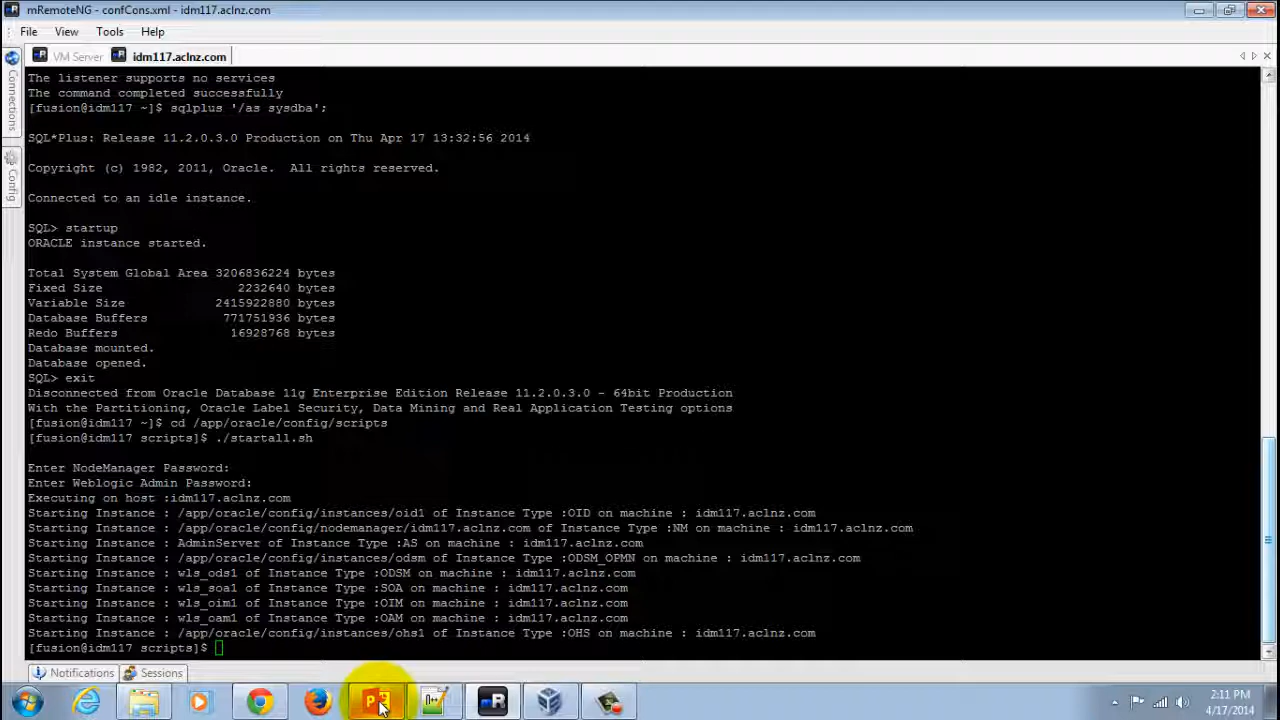 mRemoteNG - confCons.xml - idm117.aclnz.com
File View Tools Help
VM Server idm117.aclnz.com
Connections
Config
The listener supports no services
The command completed successfully
[fusion@idm117 ~]$ sqlplus '/as sysdba';
SQL*Plus: Release 11.2.0.3.0 Production on Thu Apr 17 13:32:56 2014
Copyright (c) 1982, 2011, Oracle.  All rights reserved.
Connected to an idle instance.
SQL> startup
ORACLE instance started.
Total System Global Area 3206836224 bytes
Fixed Size                  2232640 bytes
Variable Size            2415922880 bytes
Database Buffers          771751936 bytes
Redo Buffers               16928768 bytes
Database mounted.
Database opened.
SQL> exit
Disconnected from Oracle Database 11g Enterprise Edition Release 11.2.0.3.0 - 64bit Production
With the Partitioning, Oracle Label Security, Data Mining and Real Application Testing options
[fusion@idm117 ~]$ cd /app/oracle/config/scripts
[fusion@idm117 scripts]$ ./startall.sh
Enter NodeManager Password:
Enter Weblogic Admin Password:
Executing on host :idm117.aclnz.com
Starting Instance : /app/oracle/config/instances/oid1 of Instance Type :OID on machine : idm117.aclnz.com
Starting Instance : /app/oracle/config/nodemanager/idm117.aclnz.com of Instance Type :NM on machine : idm117.aclnz.com
Starting Instance : AdminServer of Instance Type :AS on machine : idm117.aclnz.com
Starting Instance : /app/oracle/config/instances/odsm of Instance Type :ODSM_OPMN on machine : idm117.aclnz.com
Starting Instance : wls_ods1 of Instance Type :ODSM on machine : idm117.aclnz.com
Starting Instance : wls_soa1 of Instance Type :SOA on machine : idm117.aclnz.com
Starting Instance : wls_oim1 of Instance Type :OIM on machine : idm117.aclnz.com
Starting Instance : wls_oam1 of Instance Type :OAM on machine : idm117.aclnz.com
Starting Instance : /app/oracle/config/instances/ohs1 of Instance Type :OHS on machine : idm117.aclnz.com
[fusion@idm117 scripts]$
Notifications Sessions
2:11 PM
4/17/2014